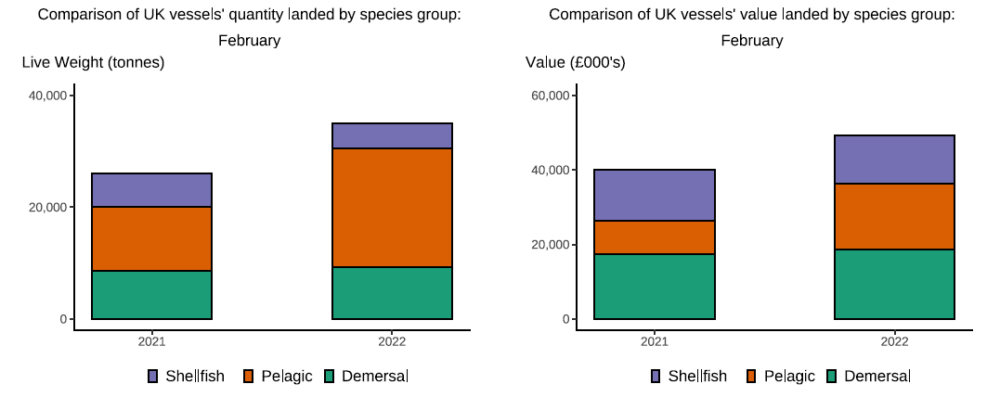 Comparison of UK vessels' quantity landed by species group:
February
Live Weight (tonnes)
40,000
20,000
0
2021 2022
Shellfish Pelagic Demersal
Comparison of UK vessels' value landed by species group:
February
Value (£000's)
60,000
40,000
20,000
0
2021 2022
Shellfish Pelagic Demersal